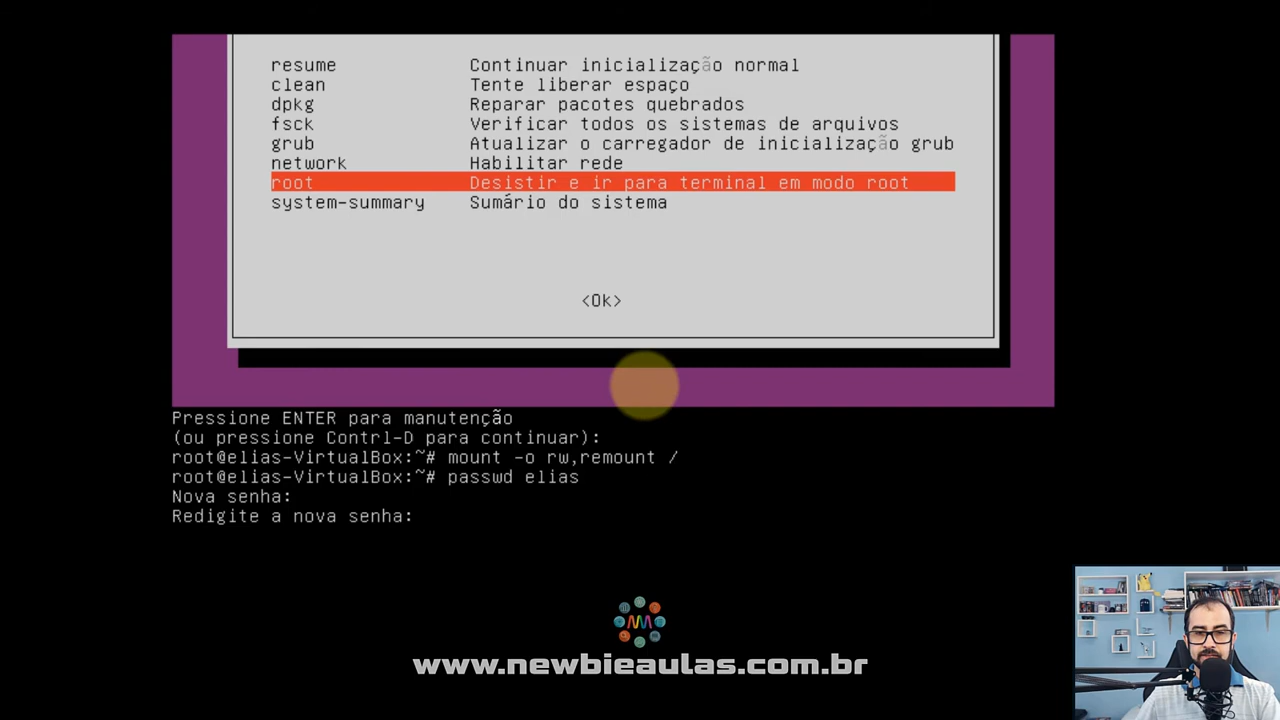 resume Continuar inicialização normal
clean Tente liberar espaço
dpkg Reparar pacotes quebrados
fsck Verificar todos os sistemas de arquivos
grub Atualizar o carregador de inicialização grub
network Habilitar rede
root Desistir e ir para terminal em modo root
system-summary Sumário do sistema
<Ok>
Pressione ENTER para manutenção
(ou pressione Contrl-D para continuar):
root@elias-VirtualBox:~# mount -o rw,remount /
root@elias-VirtualBox:~# passwd elias
Nova senha:
Redigite a nova senha:
www.newbieaulas.com.br